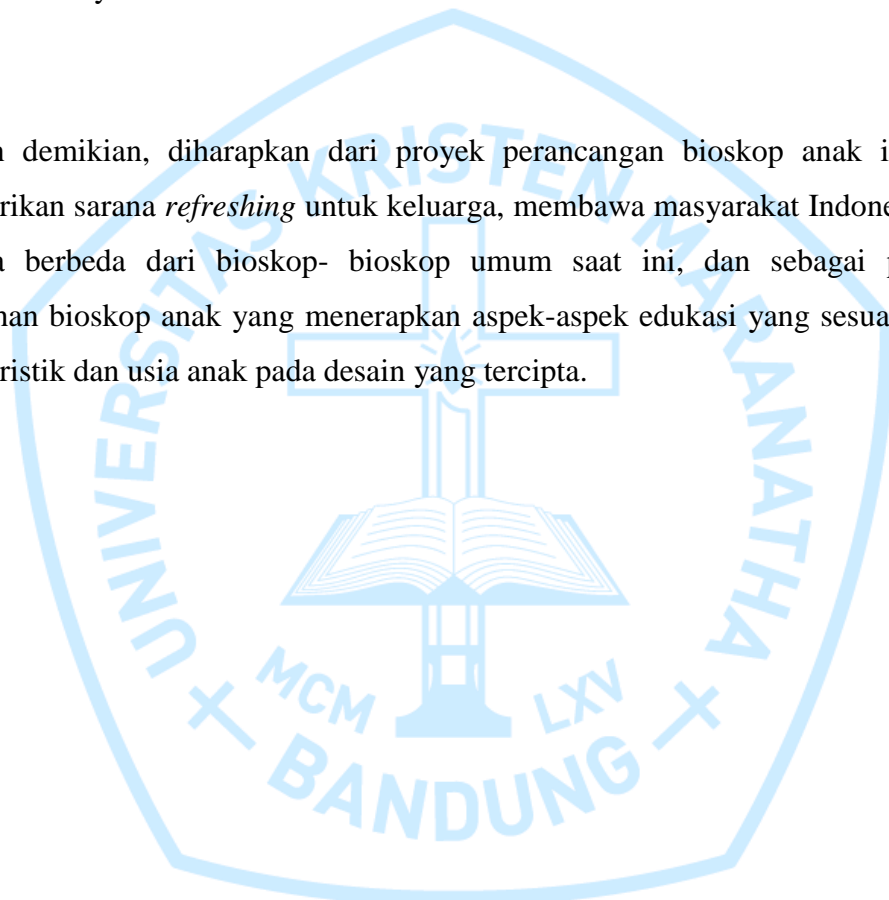 n demikian, diharapkan dari proyek perancangan bioskop anak i
rikan sarana refreshing untuk keluarga, membawa masyarakat Indone
a berbeda dari bioskop- bioskop umum saat ini, dan sebagai p
nan bioskop anak yang menerapkan aspek-aspek edukasi yang sesua
ristik dan usia anak pada desain yang tercipta.
UNIVERSITAS KRISTEN MARANATHA
MCM LXV
BANDUNG